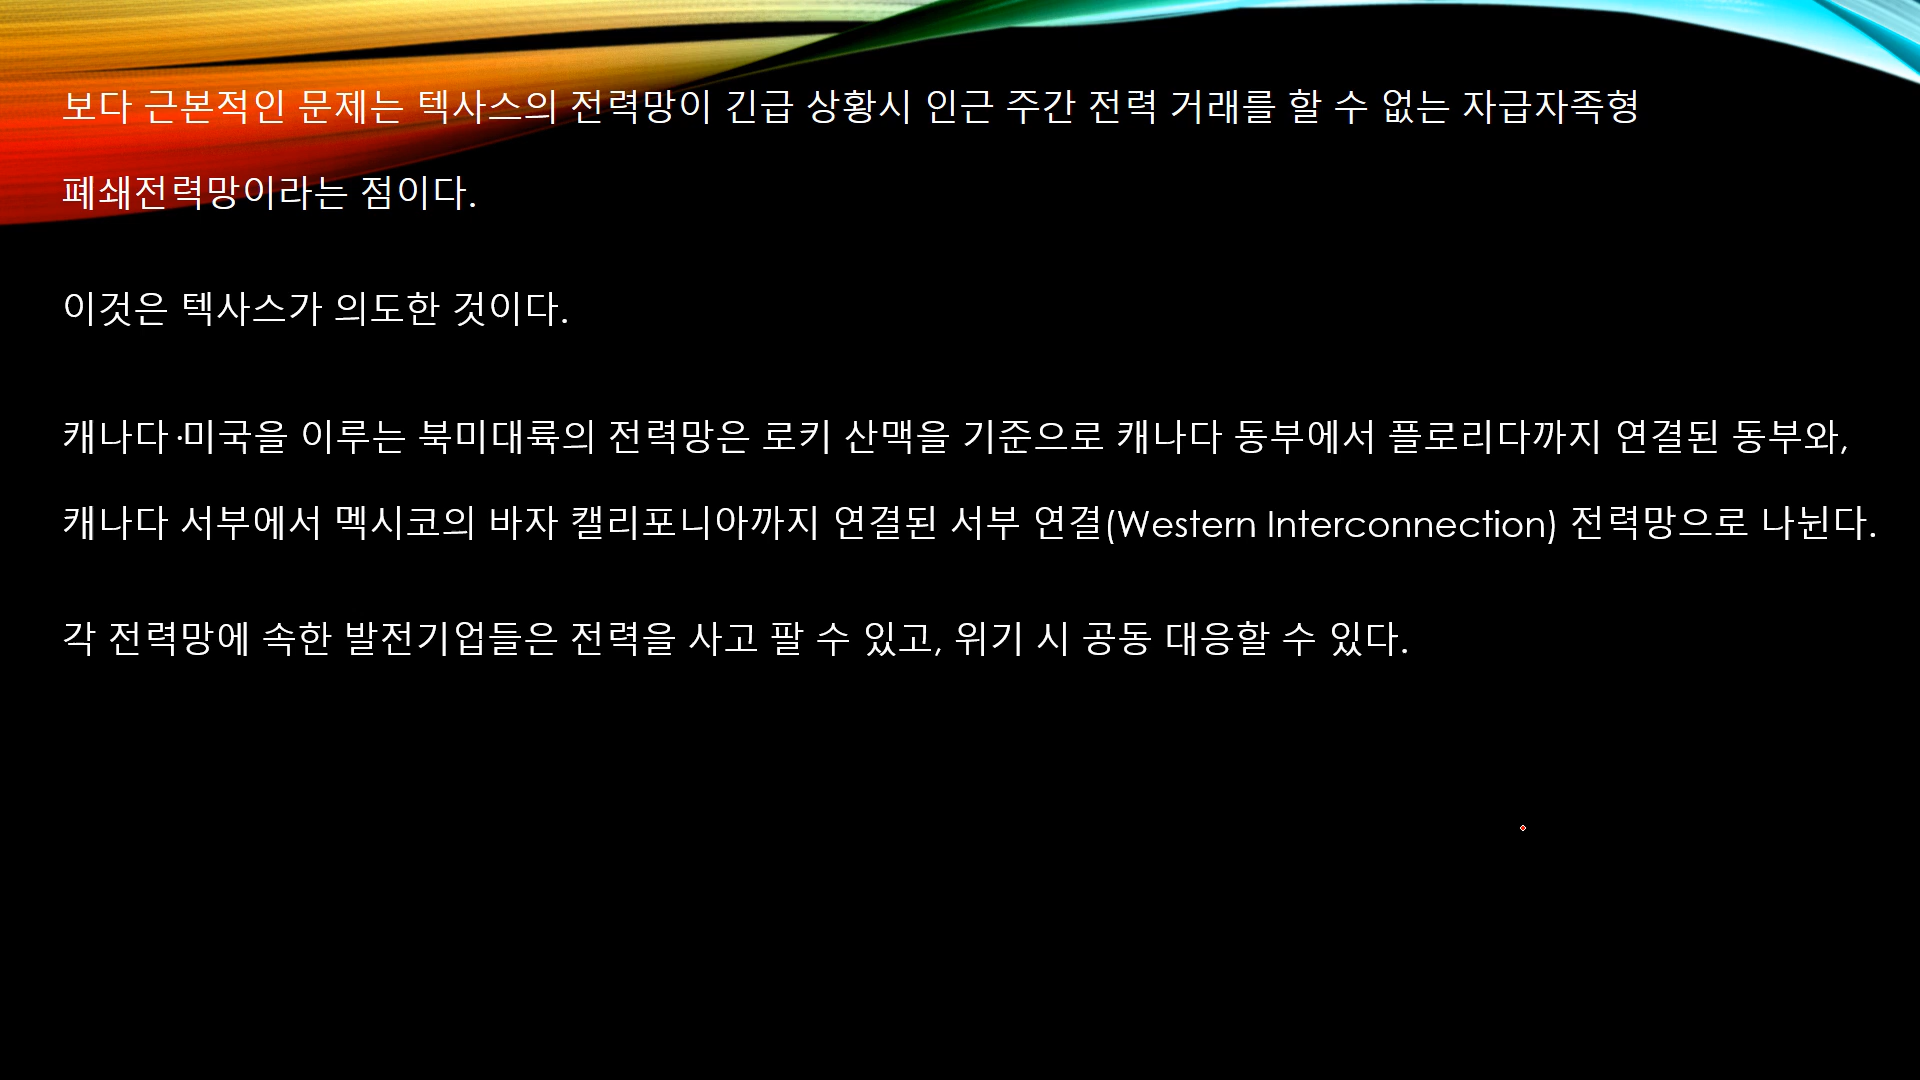 보다 근본적인 문제는 텍사스의 전력망이 긴급 상황시 인근 주간 전력 거래를 할 수 없는 자급자족형
폐쇄전력망이라는 점이다.
이것은 텍사스가 의도한 것이다.
캐나다·미국을 이루는 북미대륙의 전력망은 로키 산맥을 기준으로 캐나다 동부에서 플로리다까지 연결된 동부와,
캐나다 서부에서 멕시코의 바자 캘리포니아까지 연결된 서부 연결(Western Interconnection) 전력망으로 나뉜다.
각 전력망에 속한 발전기업들은 전력을 사고 팔 수 있고, 위기 시 공동 대응할 수 있다.